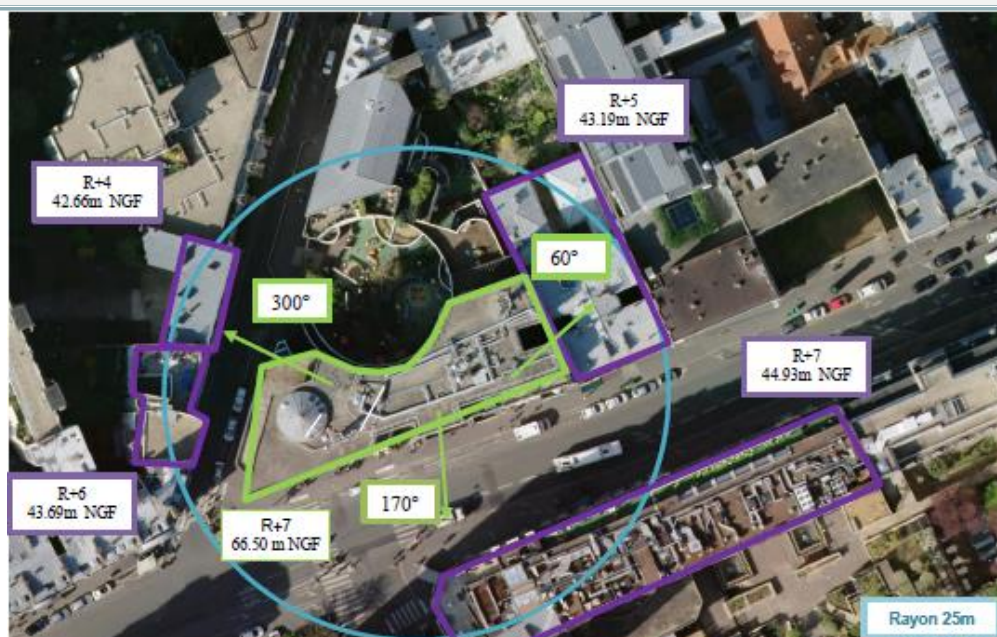 R+5
43.19m NGF
R+4
42.66m NGF
60°
300°
R+7
44.93m NGF
R+6
43.69m NGF
170°
R+7
66.50 m NGF
Rayon 25m